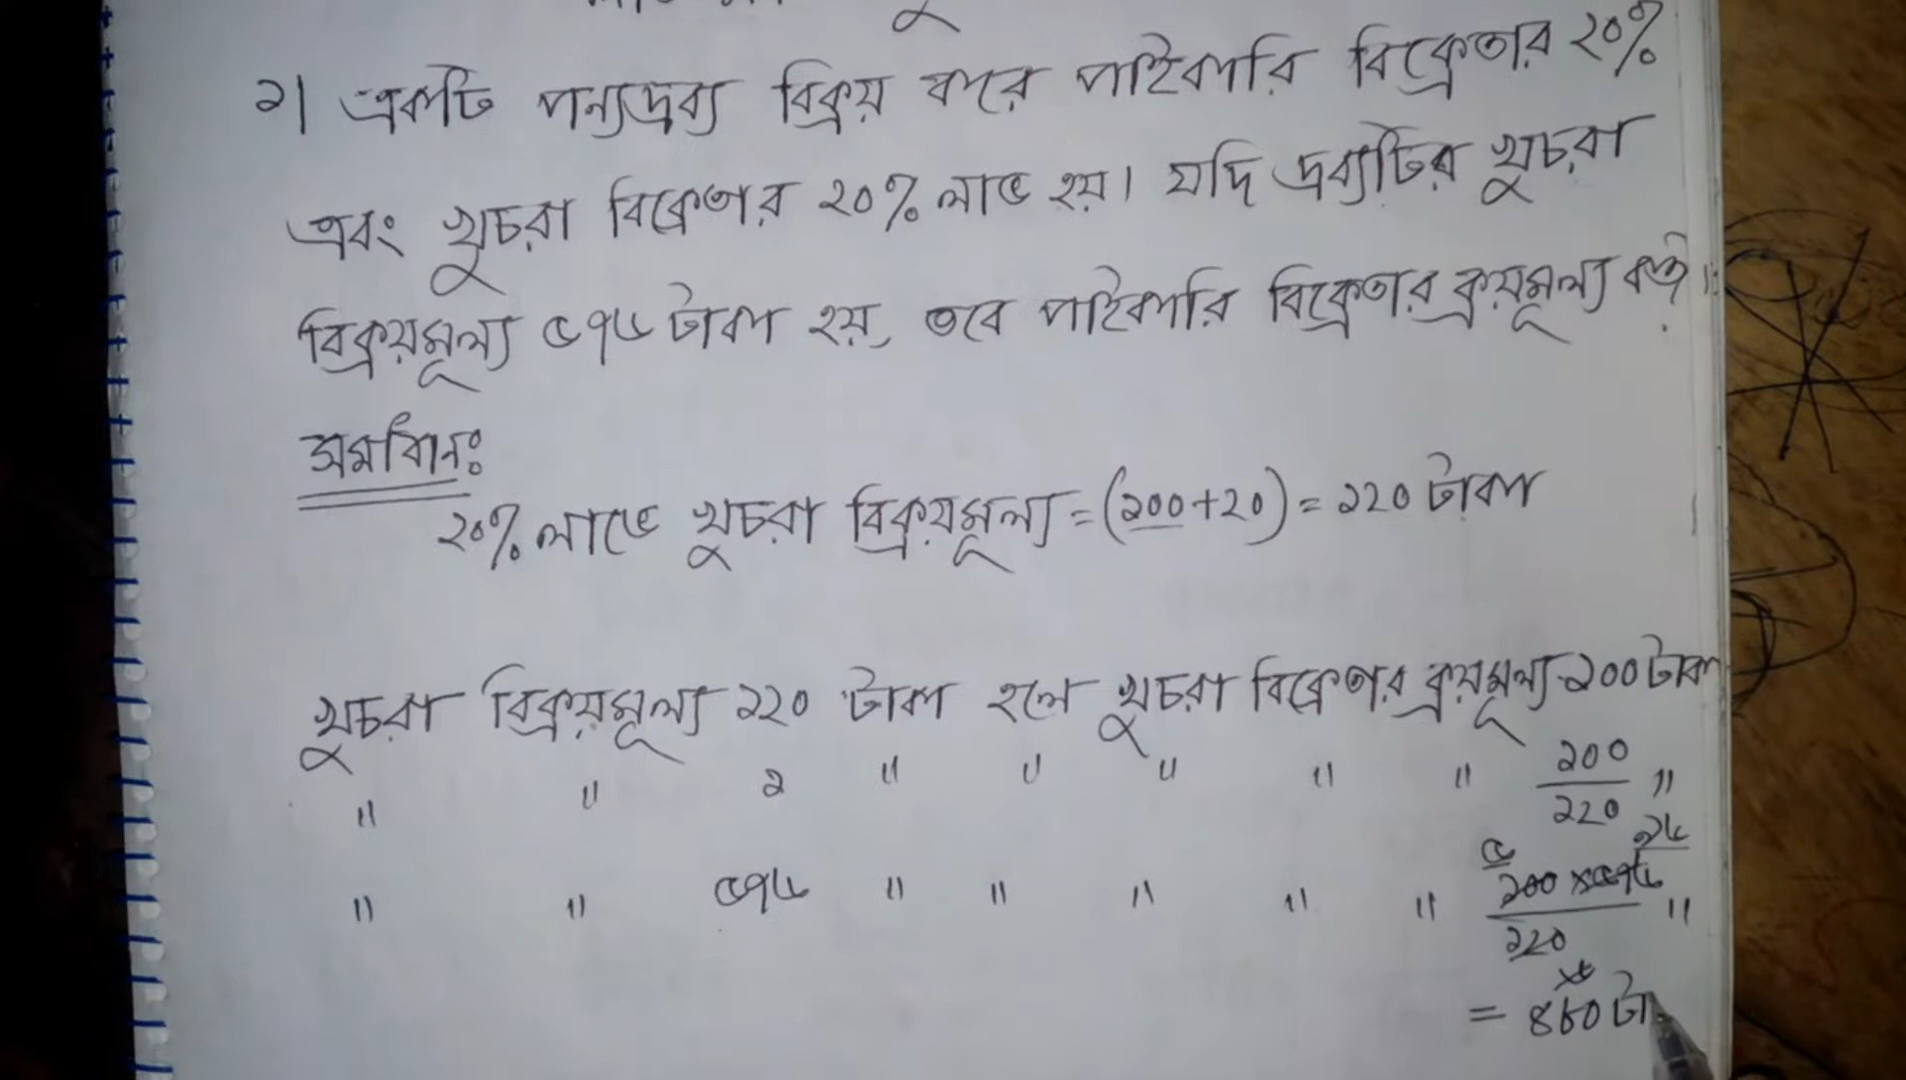 ১। একটি পন্যদ্রব্য বিক্রয় করে পাইকারি বিক্রেতার ২০%
এবং খুচরা বিক্রেতার ২০% লাভ হয়। যদি দ্রব্যটির খুচরা
বিক্রয়মূল্য ৫৭৬ টাকা হয়, তবে পাইকারি বিক্রেতার ক্রয়মূল্য কত?
সমাধান:
২০% লাভে খুচরা বিক্রয়মূল্য = (১০০+২০) = ১২০ টাকা
খুচরা বিক্রয়মূল্য ১২০ টাকা হলে খুচরা বিক্রেতার ক্রয়মূল্য ১০০ টাকা
" " ১ " " " " " ১০০/১২০ "
" " ৫৭৬ " " " " " ১০০×৫৭৬/১২০ "
= ৪৮০ টা